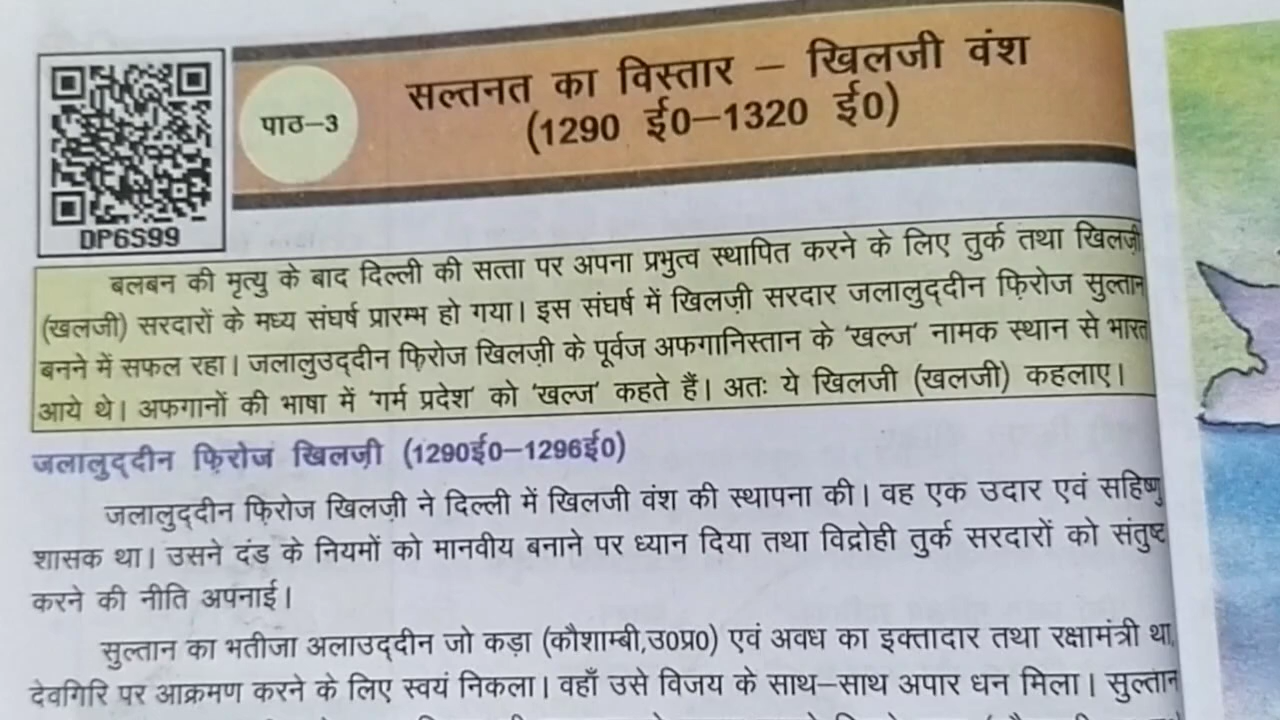 DP6S99
पाठ–3
सल्तनत का विस्तार – खिलजी वंश
(1290 ई0–1320 ई0)
बलबन की मृत्यु के बाद दिल्ली की सत्ता पर अपना प्रभुत्व स्थापित करने के लिए तुर्क तथा खिलज़ी
(खलजी) सरदारों के मध्य संघर्ष प्रारम्भ हो गया। इस संघर्ष में खिलज़ी सरदार जलालुद्दीन फ़िरोज सुल्तान
बनने में सफल रहा। जलालुउद्दीन फ़िरोज खिलज़ी के पूर्वज अफगानिस्तान के ‘खल्ज’ नामक स्थान से भारत
आये थे। अफगानों की भाषा में ‘गर्म प्रदेश’ को ‘खल्ज’ कहते हैं। अतः ये खिलजी (खलजी) कहलाए।
जलालुद्दीन फ़िरोज खिलज़ी (1290ई0–1296ई0)
जलालुद्दीन फ़िरोज खिलज़ी ने दिल्ली में खिलजी वंश की स्थापना की। वह एक उदार एवं सहिष्णु
शासक था। उसने दंड के नियमों को मानवीय बनाने पर ध्यान दिया तथा विद्रोही तुर्क सरदारों को संतुष्ट
करने की नीति अपनाई।
सुल्तान का भतीजा अलाउद्दीन जो कड़ा (कौशाम्बी,उ0प्र0) एवं अवध का इक्तादार तथा रक्षामंत्री था,
देवगिरि पर आक्रमण करने के लिए स्वयं निकला। वहाँ उसे विजय के साथ–साथ अपार धन मिला। सुल्तान